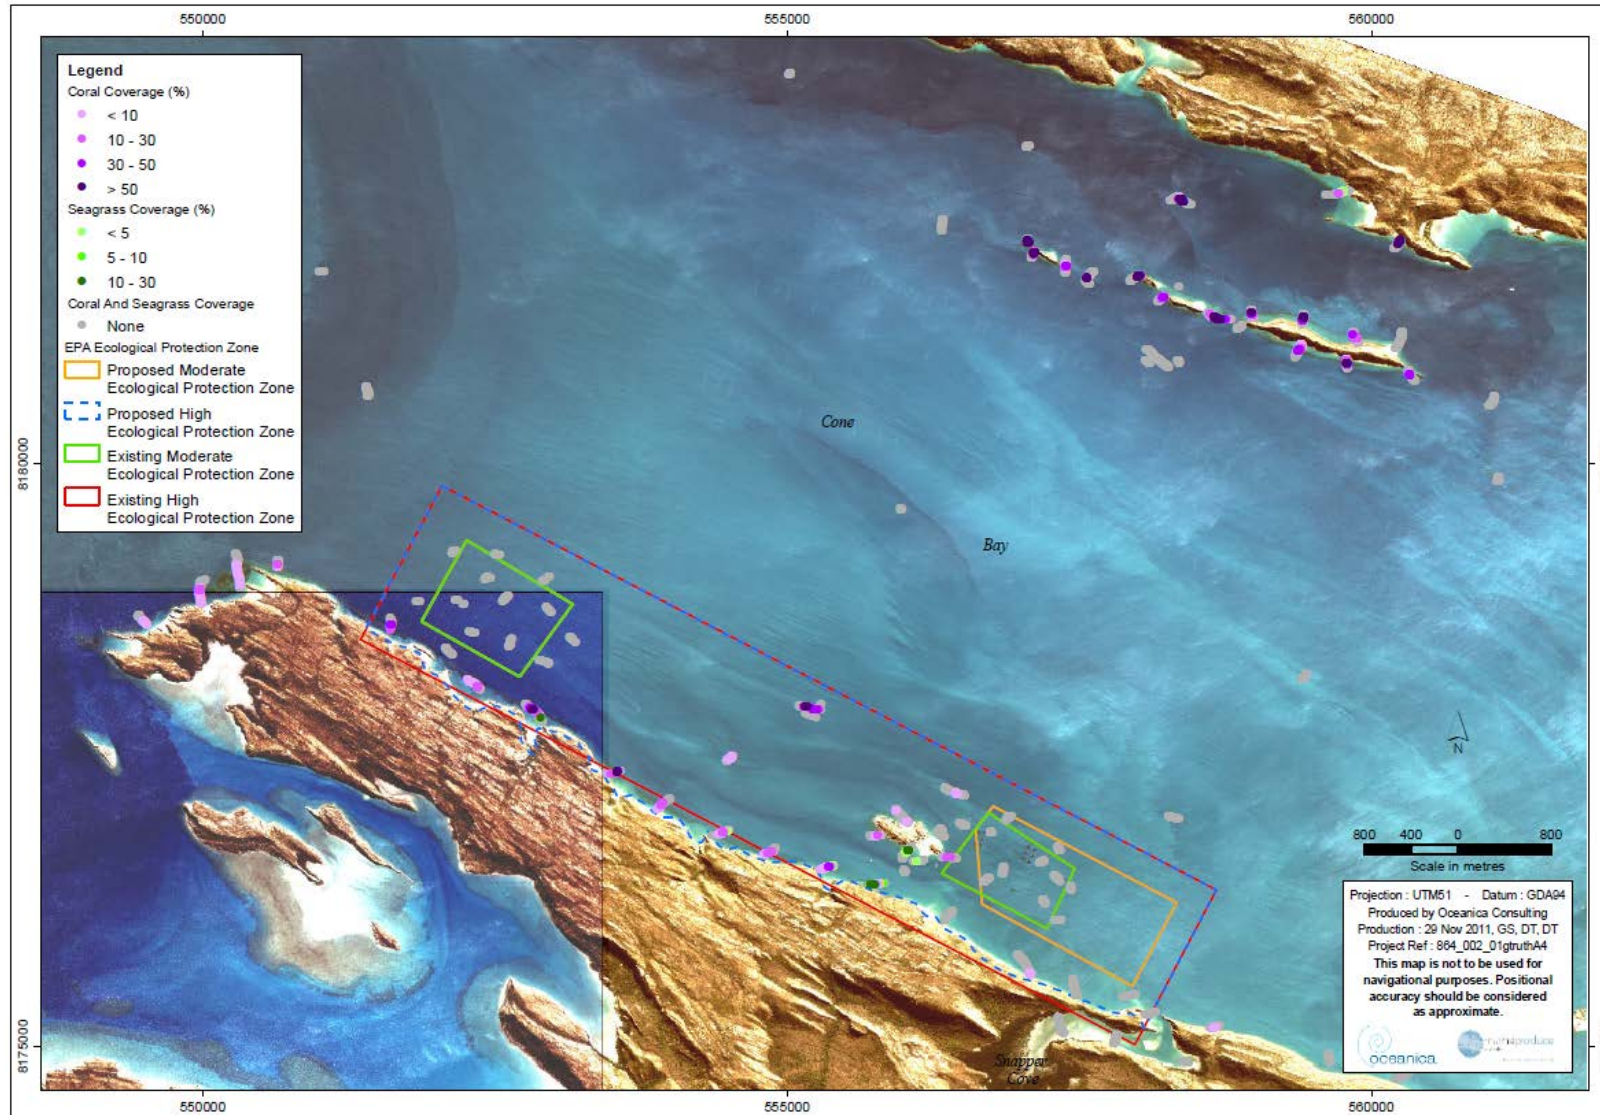 550000
555000
560000
Legend
Coral Coverage (%)
< 10
10 - 30
30 - 50
> 50
Seagrass Coverage (%)
< 5
5 - 10
10 - 30
Coral And Seagrass Coverage
None
EPA Ecological Protection Zone
Proposed Moderate
Ecological Protection Zone
Proposed High
Ecological Protection Zone
Existing Moderate
Ecological Protection Zone
Existing High
Ecological Protection Zone
8180000
8175000
Cone
Bay
Snapper
Cove
N
800 400 0 800
Scale in metres
Projection : UTM51 - Datum : GDA94
Produced by Oceanica Consulting
Production : 29 Nov 2011, GS, DT, DT
Project Ref : 864_002_01gtruthA4
This map is not to be used for
navigational purposes. Positional
accuracy should be considered
as approximate.
oceanica
550000
555000
560000